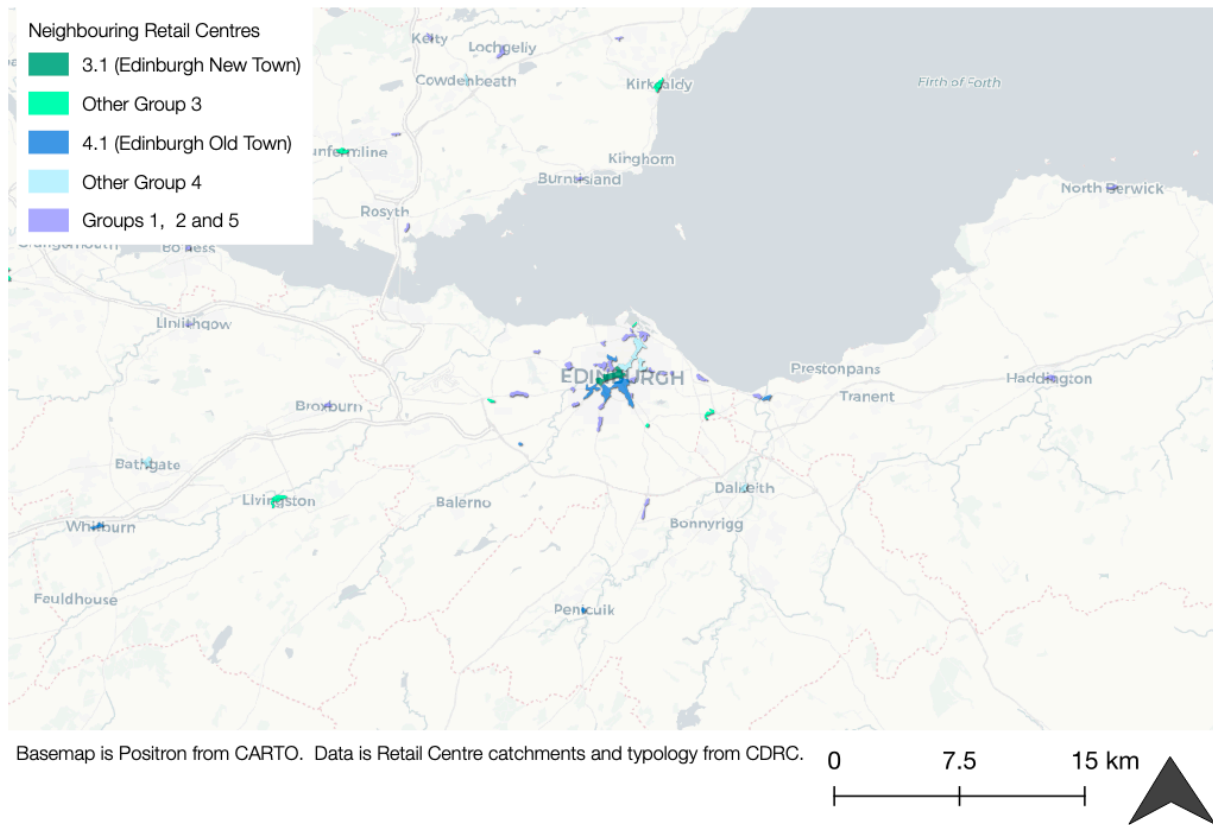 Neighbouring Retail Centres
3.1 (Edinburgh New Town)
Other Group 3
4.1 (Edinburgh Old Town)
Other Group 4
Groups 1, 2 and 5
Kelty
Lochgelly
Cowdenbeath
Kirkcaldy
Firth of Forth
Kinghorn
Burntisland
North Berwick
Rosyth
Bo'ness
Linlithgow
EDINBURGH
Prestonpans
Haddington
Tranent
Broxburn
Bathgate
Livingston
Balerno
Dalkeith
Whitburn
Bonnyrigg
Fauldhouse
Penicuik
Basemap is Positron from CARTO. Data is Retail Centre catchments and typology from CDRC.
0 7.5 15 km